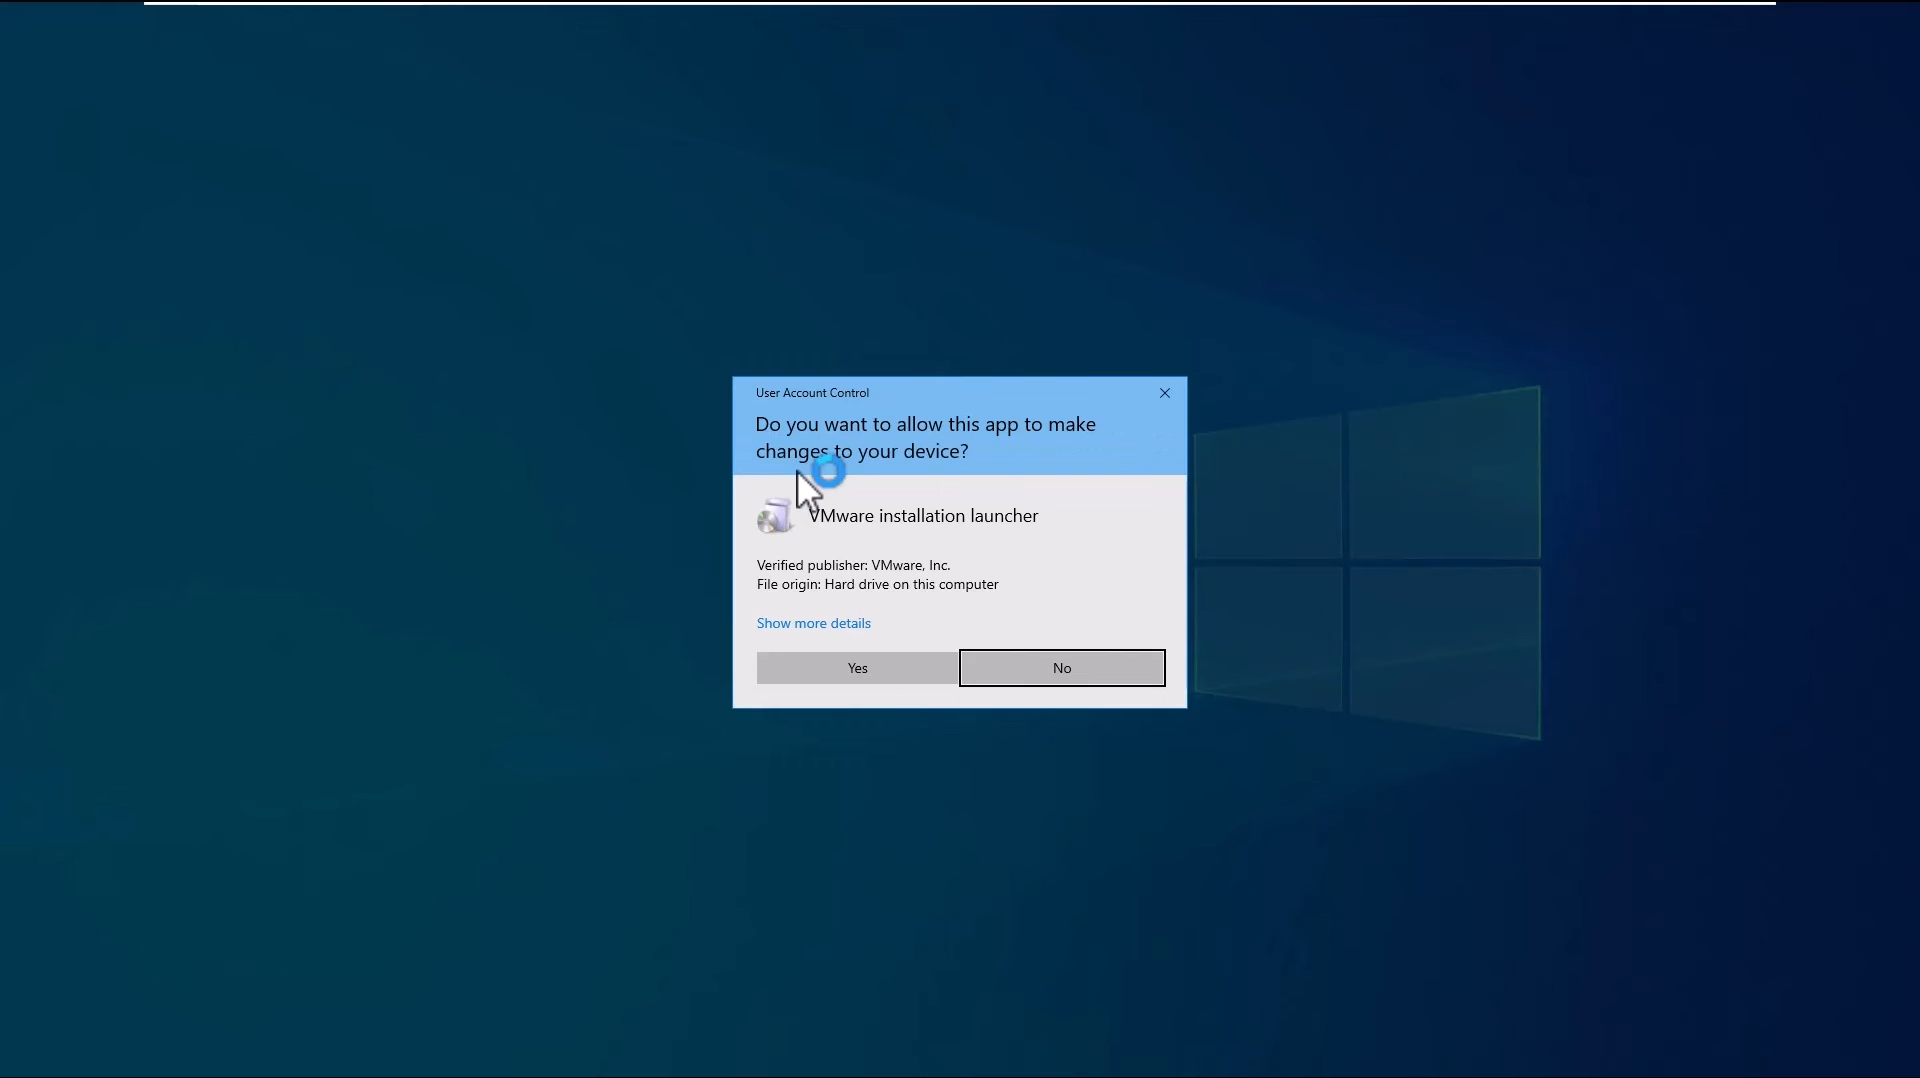 User Account Control
Do you want to allow this app to make
changes to your device?
VMware installation launcher
Verified publisher: VMware, Inc.
File origin: Hard drive on this computer
Show more details
Yes
No